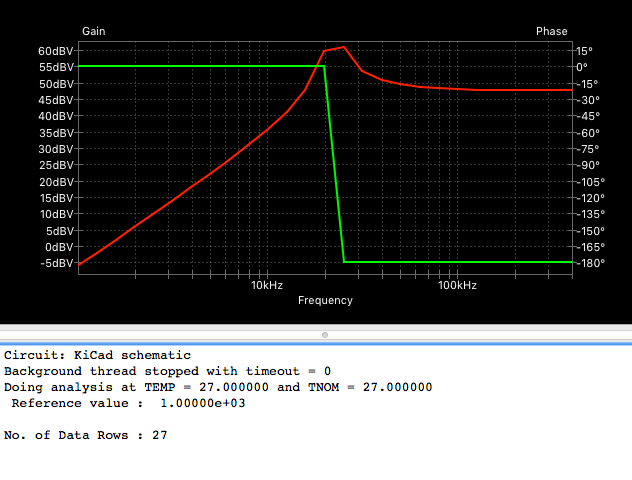 Gain Phase
60dBV 15°
55dBV 0°
50dBV -15°
45dBV -30°
40dBV -45°
35dBV -60°
30dBV -75°
25dBV -90°
20dBV -105°
15dBV -120°
10dBV -135°
5dBV -150°
0dBV -165°
-5dBV -180°
10kHz 100kHz
Frequency
Circuit: KiCad schematic
Background thread stopped with timeout = 0
Doing analysis at TEMP = 27.000000 and TNOM = 27.000000
Reference value :  1.00000e+03
No. of Data Rows : 27